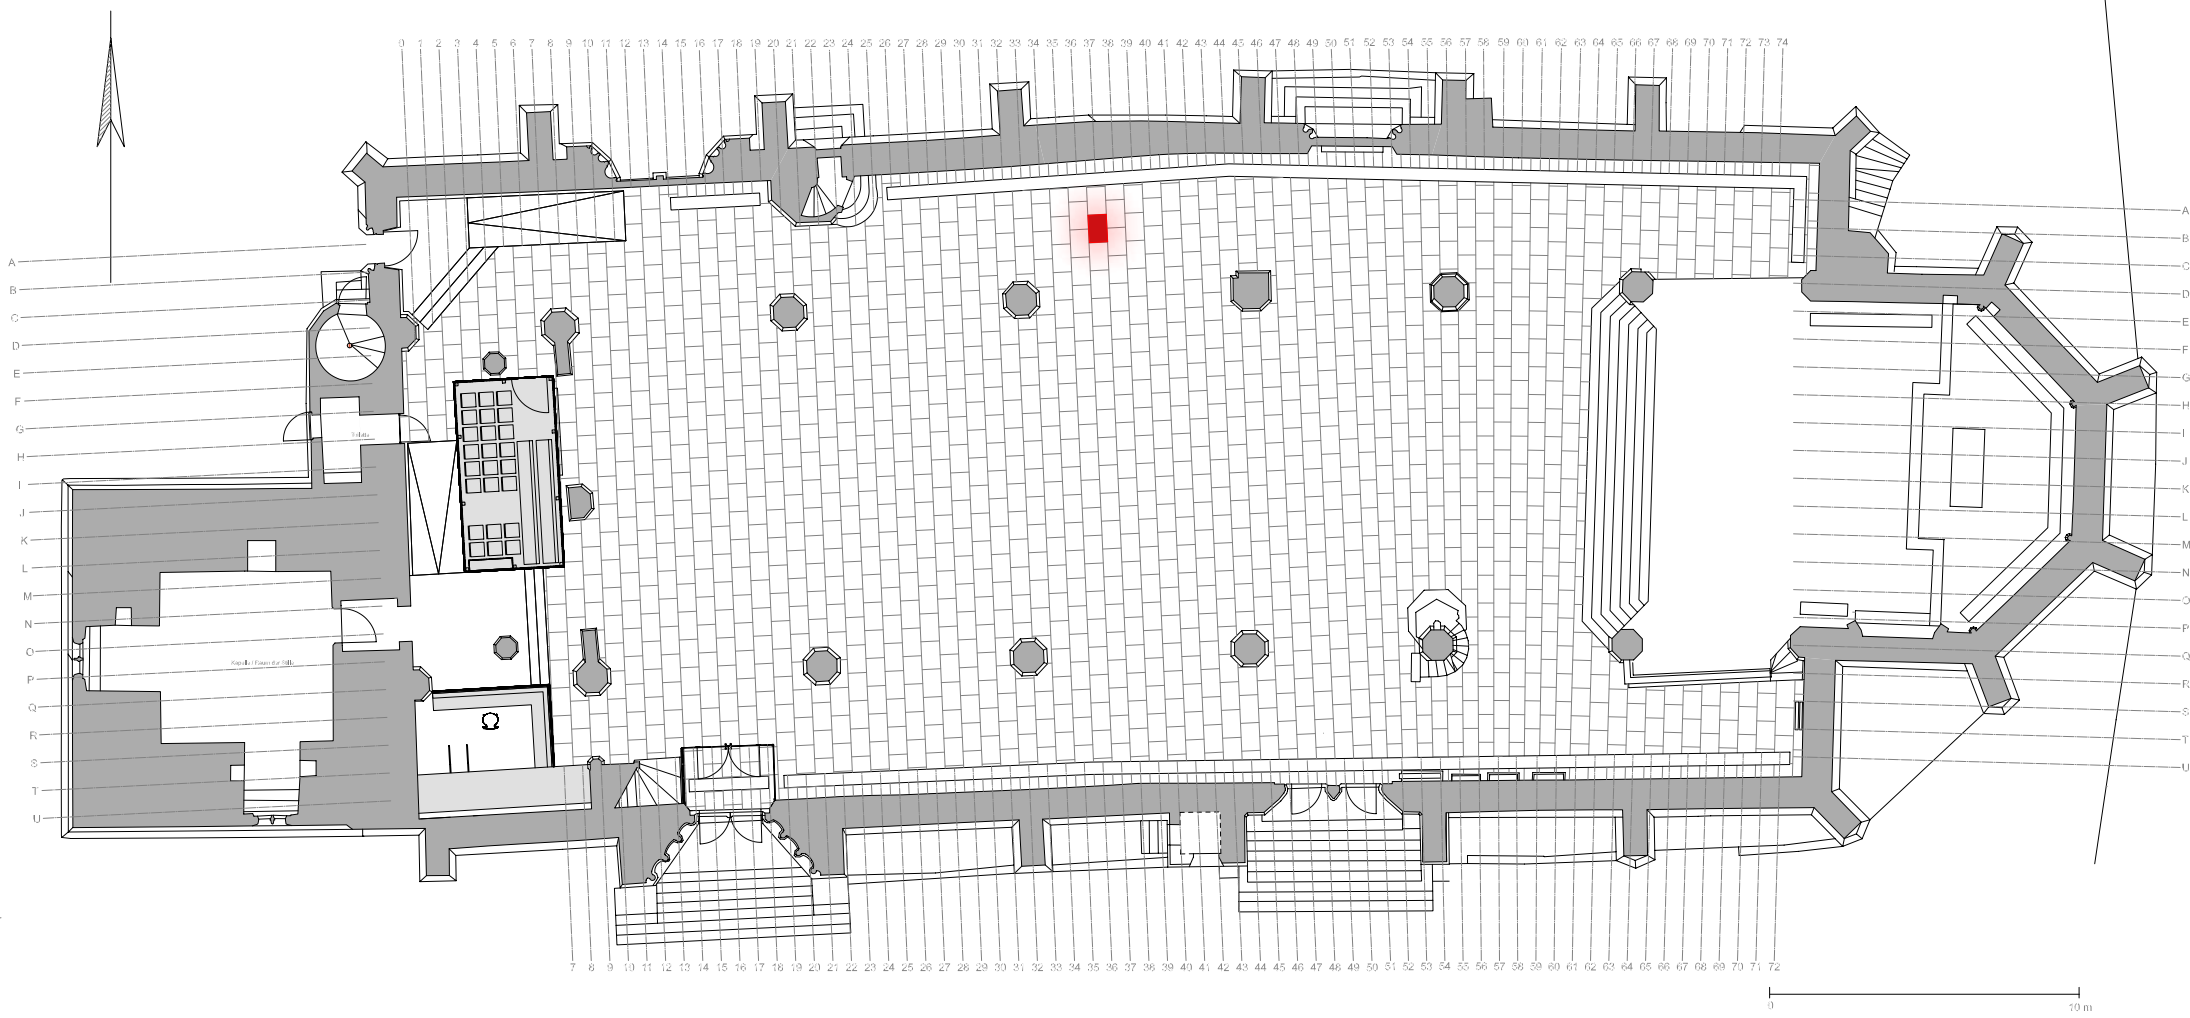 0 1 2 3 4 5 6 7 8 9 10 11 12 13 14 15 16 17 18 19 20 21 22 23 24 25 26 27 28 29 30 31 32 33 34 35 36 37 38 39 40 41 42 43 44 45 46 47 48 49 50 51 52 53 54 55 56 57 58 59 60 61 62 63 64 65 66 67 68 69 70 71 72 73 74
A A
B B
C C
D D
E E
F F
G G
H H
I I
J J
K K
L L
M M
N N
O O
P P
Q Q
R R
S S
T T
U U
7 8 9 10 11 12 13 14 15 16 17 18 19 20 21 22 23 24 25 26 27 28 29 30 31 32 33 34 35 36 37 38 39 40 41 42 43 44 45 46 47 48 49 50 51 52 53 54 55 56 57 58 59 60 61 62 63 64 65 66 67 68 69 70 71 72
0 10 m